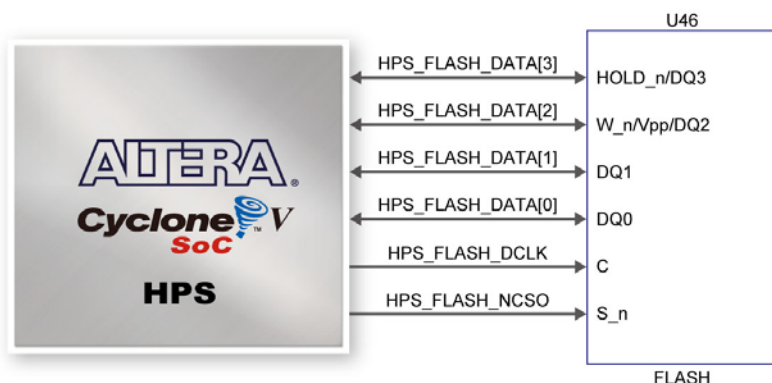 U46
HPS_FLASH_DATA[3]
HOLD_n/DQ3
HPS_FLASH_DATA[2]
W_n/Vpp/DQ2
HPS_FLASH_DATA[1]
DQ1
HPS_FLASH_DATA[0]
DQ0
HPS_FLASH_DCLK
C
HPS_FLASH_NCSO
S_n
ALTERA®
Cyclone™ V
SoC
HPS
FLASH